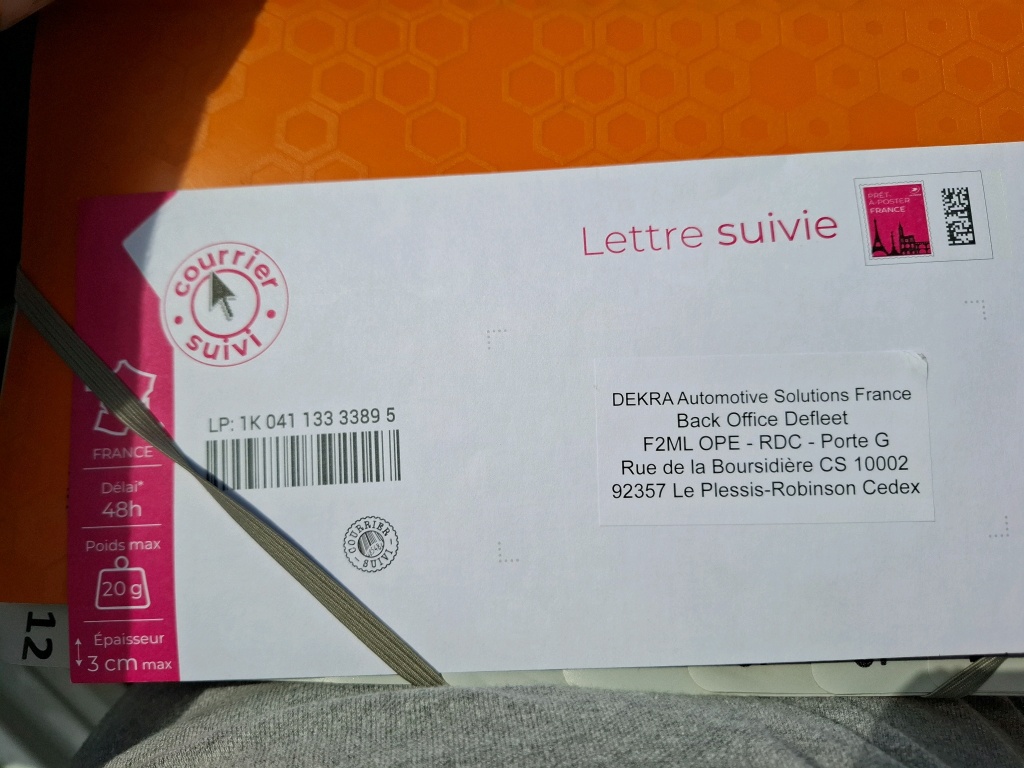 Lettre suivie
PRÊT-
À-POSTER
FRANCE
courrier
suivi
LP: 1K 041 133 3389 5
DEKRA Automotive Solutions France
Back Office Defleet
F2ML OPE - RDC - Porte G
Rue de la Boursidière CS 10002
92357 Le Plessis-Robinson Cedex
FRANCE
Délai*
48h
Poids max
20 g
Épaisseur
3 cm max
COURRIER
SUIVI
12